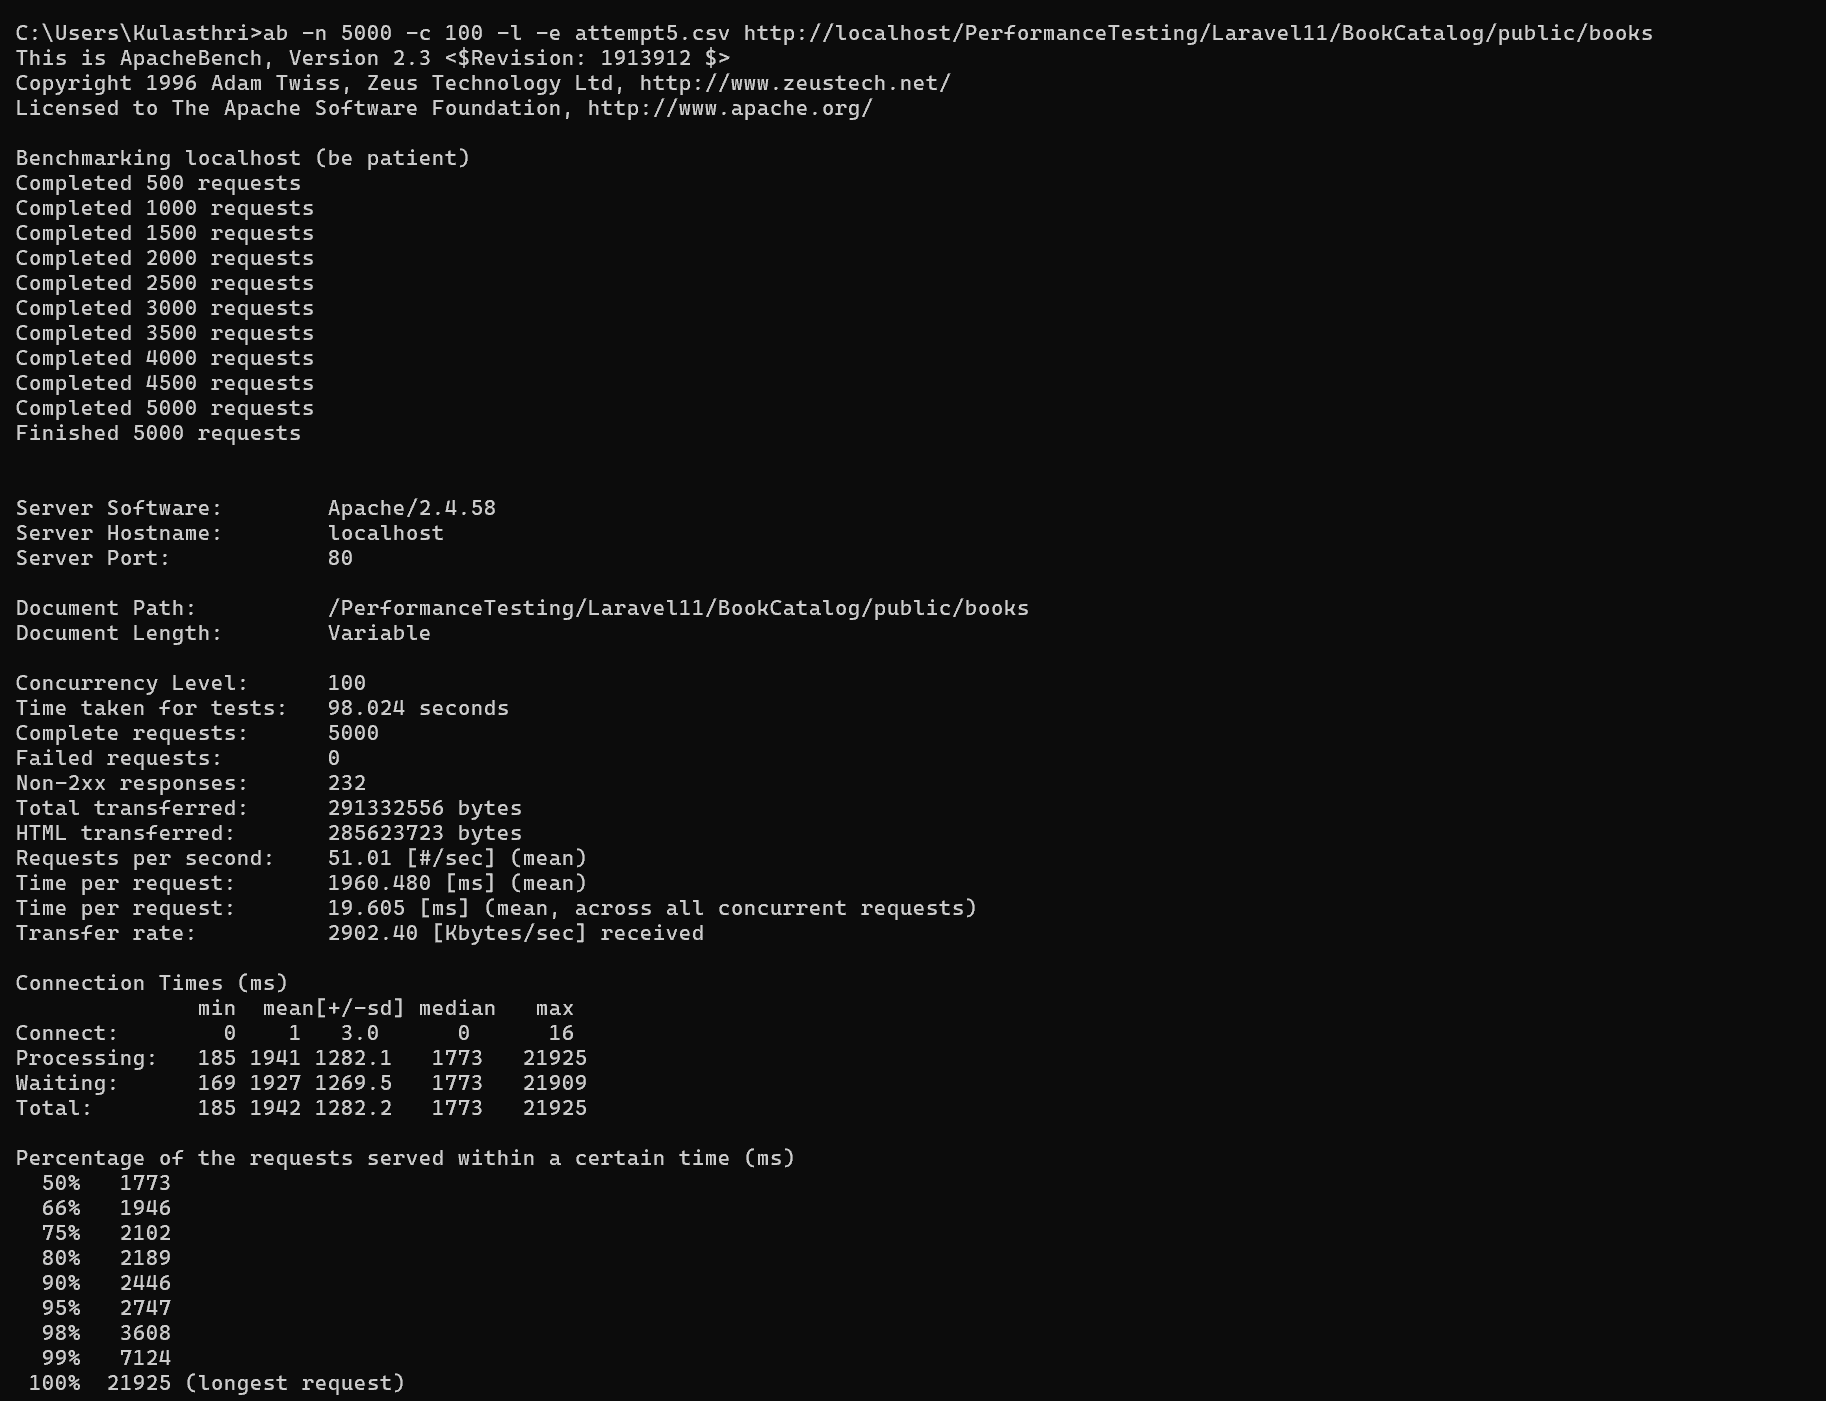 C:\Users\Kulasthri>ab -n 5000 -c 100 -l -e attempt5.csv http://localhost/PerformanceTesting/Laravel11/BookCatalog/public/books
This is ApacheBench, Version 2.3 <$Revision: 1913912 $>
Copyright 1996 Adam Twiss, Zeus Technology Ltd, http://www.zeustech.net/
Licensed to The Apache Software Foundation, http://www.apache.org/

Benchmarking localhost (be patient)
Completed 500 requests
Completed 1000 requests
Completed 1500 requests
Completed 2000 requests
Completed 2500 requests
Completed 3000 requests
Completed 3500 requests
Completed 4000 requests
Completed 4500 requests
Completed 5000 requests
Finished 5000 requests


Server Software:        Apache/2.4.58
Server Hostname:        localhost
Server Port:            80

Document Path:          /PerformanceTesting/Laravel11/BookCatalog/public/books
Document Length:        Variable

Concurrency Level:      100
Time taken for tests:   98.024 seconds
Complete requests:      5000
Failed requests:        0
Non-2xx responses:      232
Total transferred:      291332556 bytes
HTML transferred:       285623723 bytes
Requests per second:    51.01 [#/sec] (mean)
Time per request:       1960.480 [ms] (mean)
Time per request:       19.605 [ms] (mean, across all concurrent requests)
Transfer rate:          2902.40 [Kbytes/sec] received

Connection Times (ms)
              min  mean[+/-sd] median   max
Connect:        0    1   3.0      0      16
Processing:   185 1941 1282.1   1773   21925
Waiting:      169 1927 1269.5   1773   21909
Total:        185 1942 1282.2   1773   21925

Percentage of the requests served within a certain time (ms)
  50%   1773
  66%   1946
  75%   2102
  80%   2189
  90%   2446
  95%   2747
  98%   3608
  99%   7124
 100%  21925 (longest request)